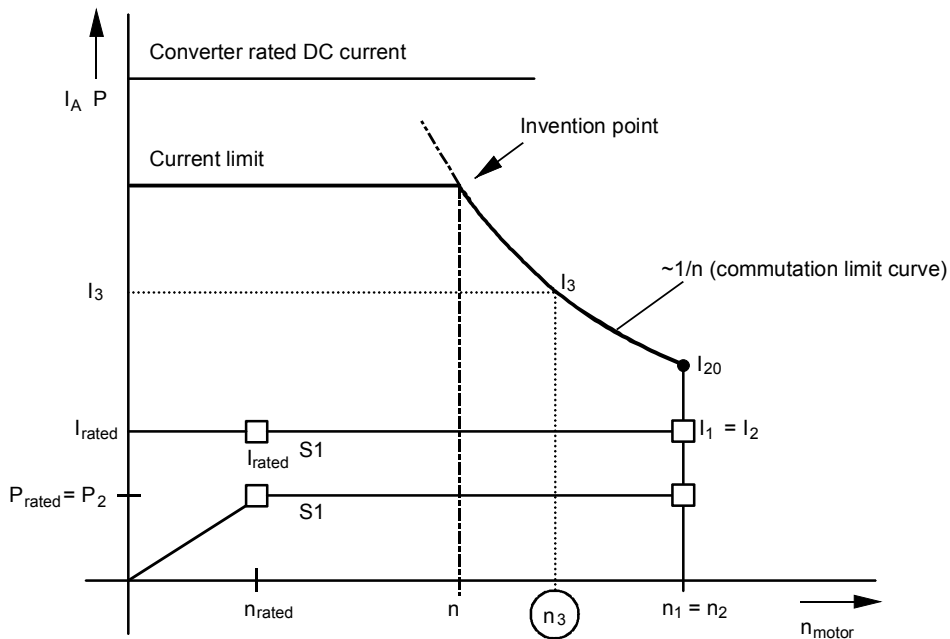 Converter rated DC current
I_A P
Invention point
Current limit
~1/n (commutation limit curve)
I_3
I_3
I_20
I_rated
I_1 = I_2
I_rated S1
P_rated = P_2
S1
n_rated
n
n_3
n_1 = n_2
n_motor